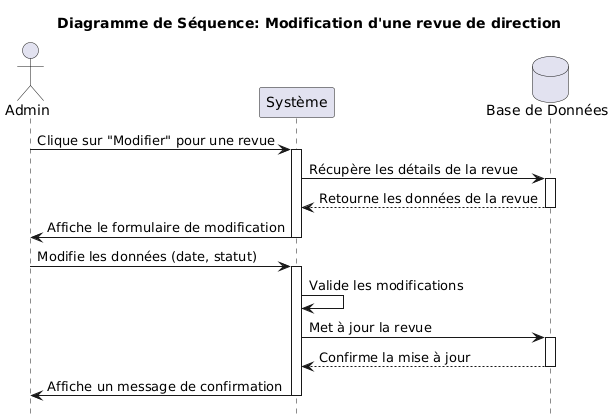 Diagramme de Séquence: Modification d'une revue de direction
Admin
Système
Base de Données
Clique sur "Modifier" pour une revue
Récupère les détails de la revue
Retourne les données de la revue
Affiche le formulaire de modification
Modifie les données (date, statut)
Valide les modifications
Met à jour la revue
Confirme la mise à jour
Affiche un message de confirmation